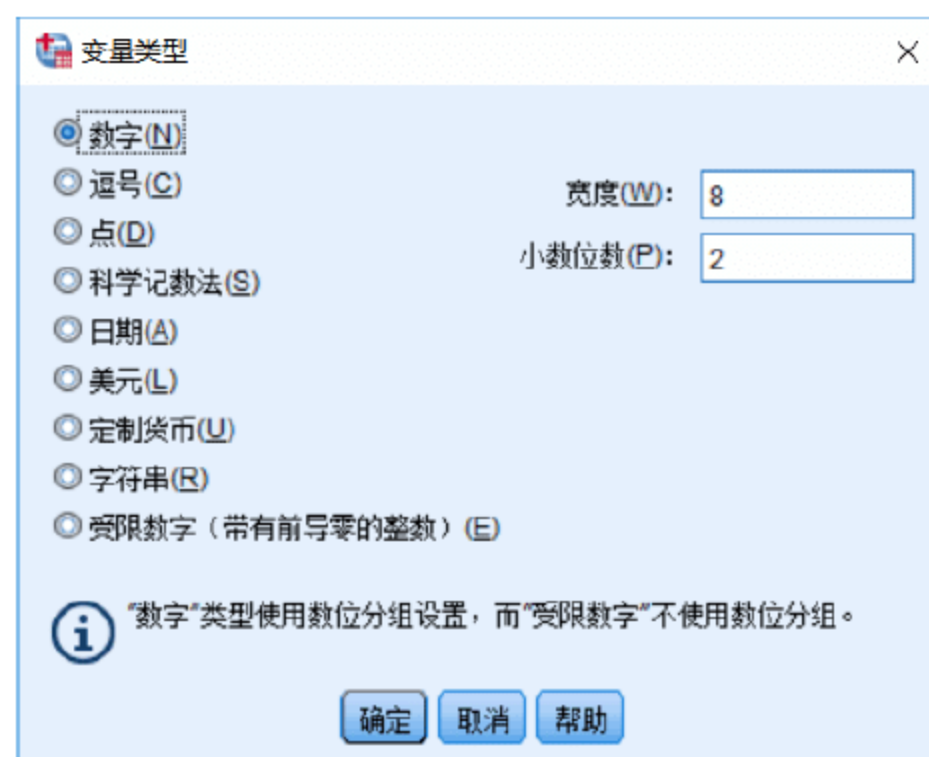 变量类型
数字(N)
逗号(C)
宽度(W): 8
点(D)
小数位数(P): 2
科学记数法(S)
日期(A)
美元(L)
定制货币(U)
字符串(R)
受限数字（带有前导零的整数）(E)
"数字"类型使用数位分组设置，而"受限数字"不使用数位分组。
确定 取消 帮助